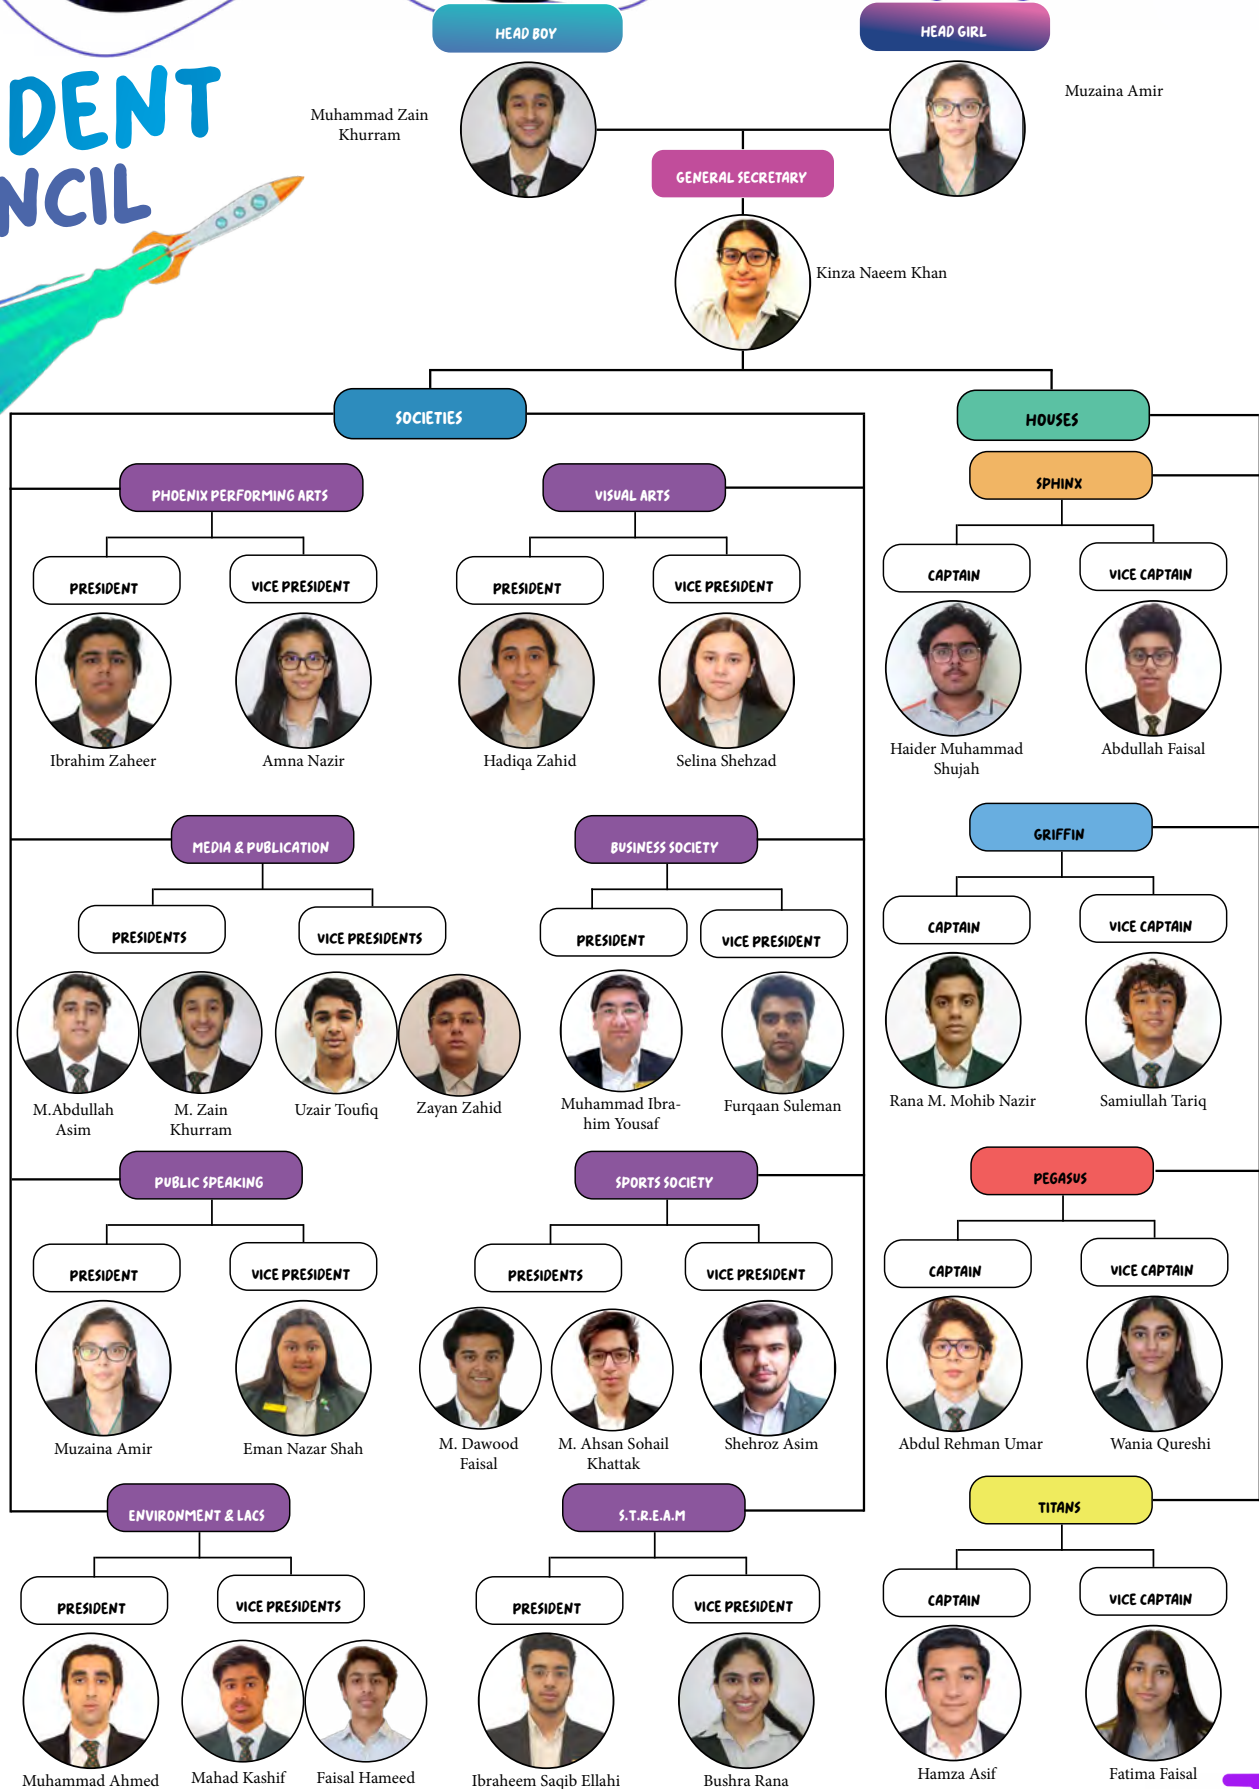 HEAD BOY
HEAD GIRL
DENT
NCIL
Muhammad Zain
Khurram
Muzaina Amir
GENERAL SECRETARY
Kinza Naeem Khan
SOCIETIES
HOUSES
PHOENIX PERFORMING ARTS
VISUAL ARTS
SPHINX
PRESIDENT
VICE PRESIDENT
PRESIDENT
VICE PRESIDENT
CAPTAIN
VICE CAPTAIN
Ibrahim Zaheer
Amna Nazir
Hadiqa Zahid
Selina Shehzad
Haider Muhammad
Shujah
Abdullah Faisal
MEDIA & PUBLICATION
BUSINESS SOCIETY
GRIFFIN
PRESIDENTS
VICE PRESIDENTS
PRESIDENT
VICE PRESIDENT
CAPTAIN
VICE CAPTAIN
M.Abdullah
Asim
M. Zain
Khurram
Uzair Toufiq
Zayan Zahid
Muhammad Ibra-
him Yousaf
Furqaan Suleman
Rana M. Mohib Nazir
Samiullah Tariq
PUBLIC SPEAKING
SPORTS SOCIETY
PEGASUS
PRESIDENT
VICE PRESIDENT
PRESIDENTS
VICE PRESIDENT
CAPTAIN
VICE CAPTAIN
Muzaina Amir
Eman Nazar Shah
M. Dawood
Faisal
M. Ahsan Sohail
Khattak
Shehroz Asim
Abdul Rehman Umar
Wania Qureshi
ENVIRONMENT & LACS
S.T.R.E.A.M
TITANS
PRESIDENT
VICE PRESIDENTS
PRESIDENT
VICE PRESIDENT
CAPTAIN
VICE CAPTAIN
Muhammad Ahmed
Mahad Kashif
Faisal Hameed
Ibraheem Saqib Ellahi
Bushra Rana
Hamza Asif
Fatima Faisal